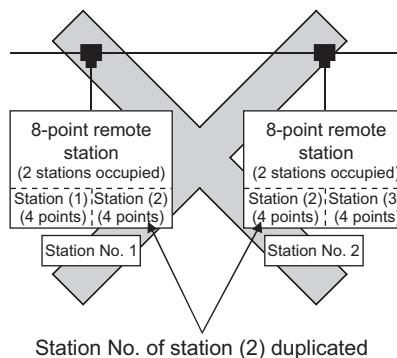 8-point remote
station
(2 stations occupied)
Station (1)
(4 points)
Station (2)
(4 points)
Station No. 1
8-point remote
station
(2 stations occupied)
Station (2)
(4 points)
Station (3
(4 points)
Station No. 2
Station No. of station (2) duplicated